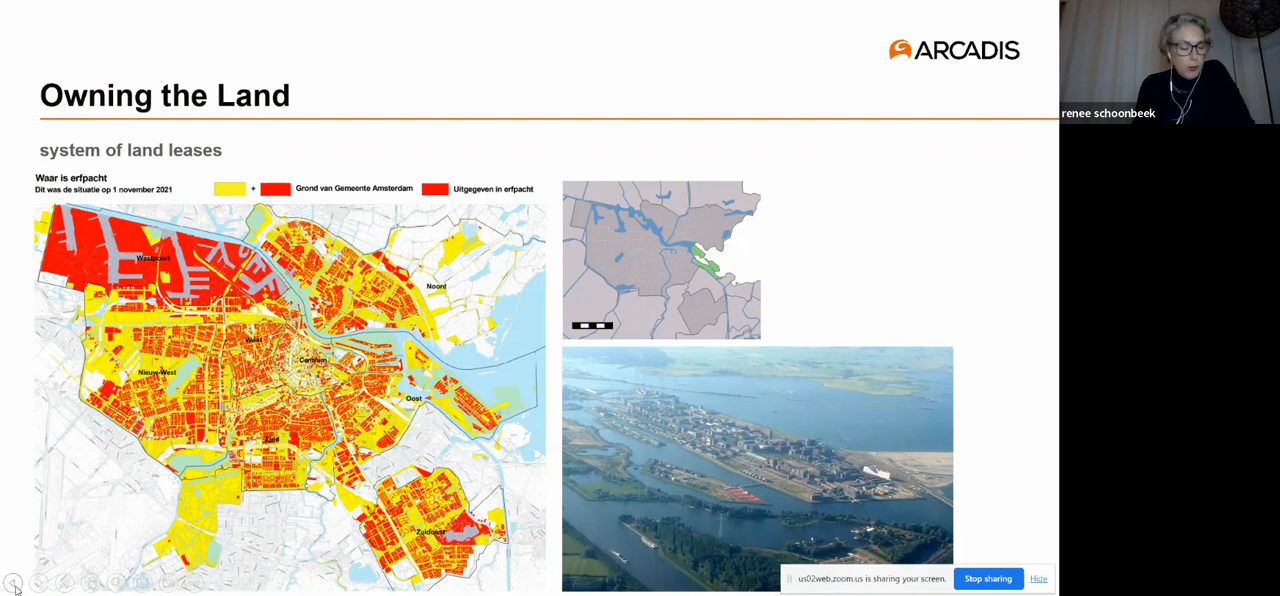 ARCADIS
renee schoonbeek
Owning the Land
system of land leases
Waar is erfpacht
Dit was de situatie op 1 november 2021
+ Grond van Gemeente Amsterdam Uitgegeven in erfpacht
Westpoort
Noord
West
Centrum
Nieuw-West
Oost
Zuid
Zuidoost
us02web.zoom.us is sharing your screen. Stop sharing Hide